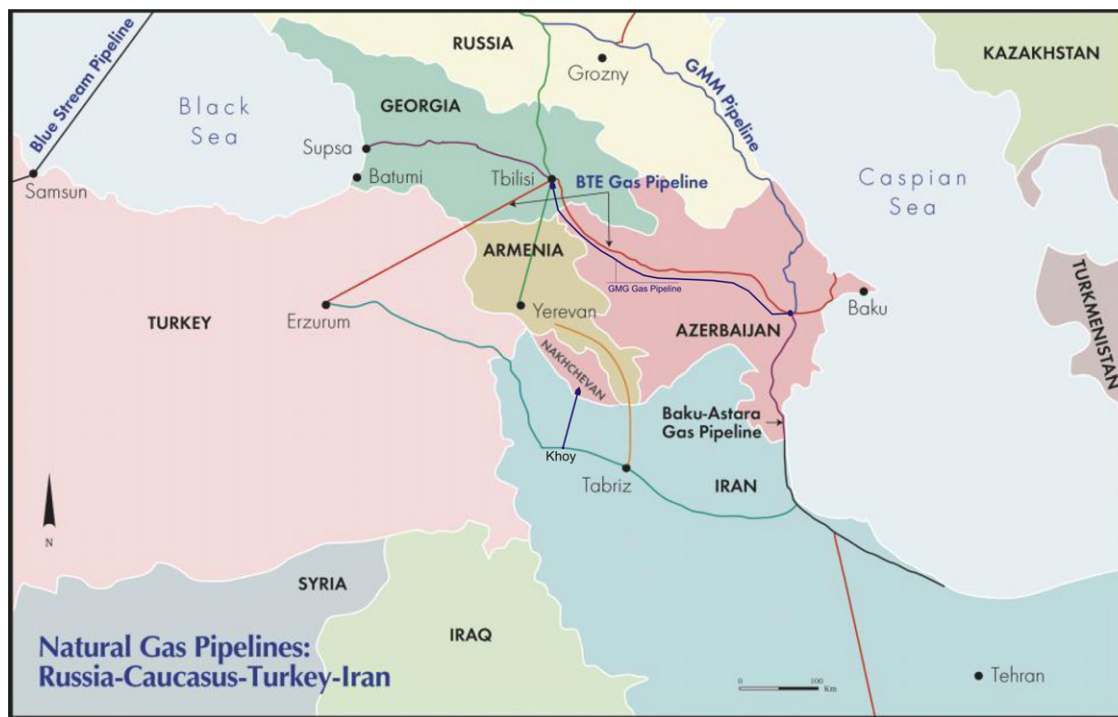 RUSSIA
Grozny
KAZAKHSTAN
Blue Stream Pipeline
GMM Pipeline
Black
Sea
GEORGIA
Supsa
Batumi
Tbilisi
BTE Gas Pipeline
Caspian
Sea
Samsun
ARMENIA
GMG Gas Pipeline
Yerevan
Baku
TURKEY
Erzurum
AZERBAIJAN
TURKMENISTAN
NAKHCHEVAN
Baku-Astara
Gas Pipeline
Khoy
Tabriz
IRAN
N
SYRIA
IRAQ
Natural Gas Pipelines:
Russia-Caucasus-Turkey-Iran
Tehran
0 100
Km